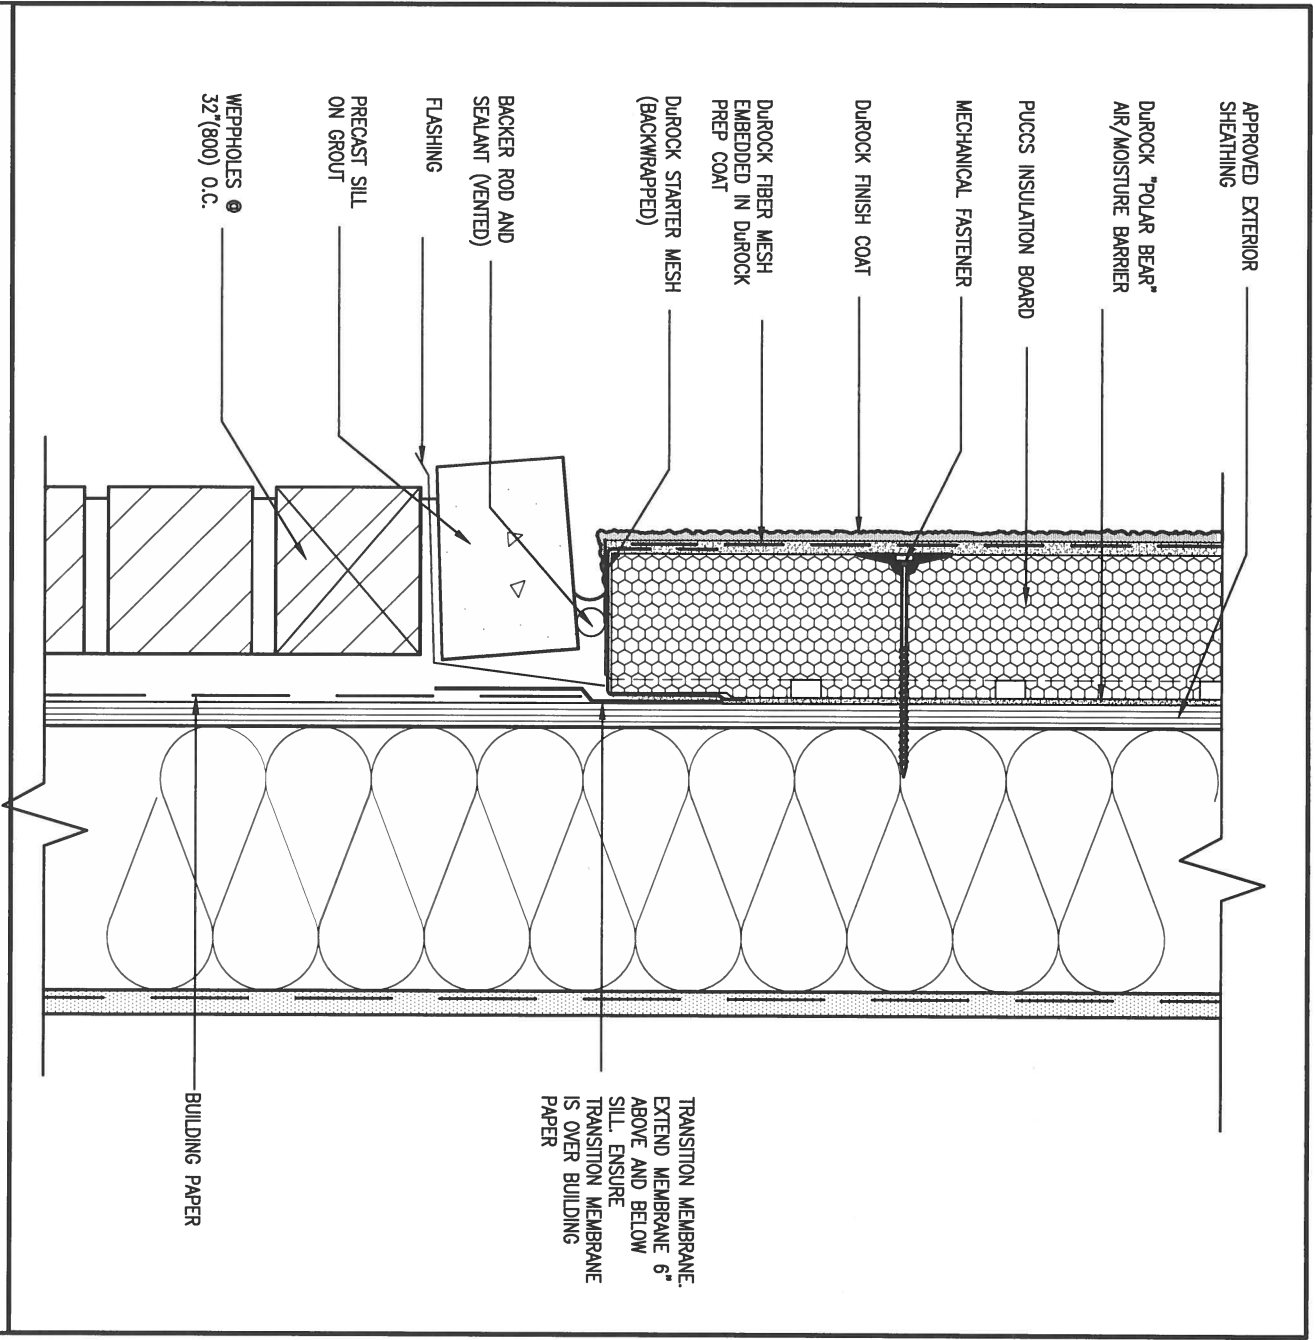 APPROVED EXTERIOR
SHEATHING
DuROCK "POLAR BEAR"
AIR/MOISTURE BARRIER
PUCCS INSULATION BOARD
MECHANICAL FASTENER
DuROCK FINISH COAT
DuROCK FIBER MESH
EMBEDDED IN DuROCK
PREP COAT
DuROCK STARTER MESH
(BACKWRAPPED)
BACKER ROD AND
SEALANT (VENTED)
FLASHING
PRECAST SILL
ON GROUT
WEPPHOLES @
32"(800) O.C.
TRANSITION MEMBRANE.
EXTEND MEMBRANE 6"
ABOVE AND BELOW
SILL. ENSURE
TRANSITION MEMBRANE
IS OVER BUILDING
PAPER
BUILDING PAPER